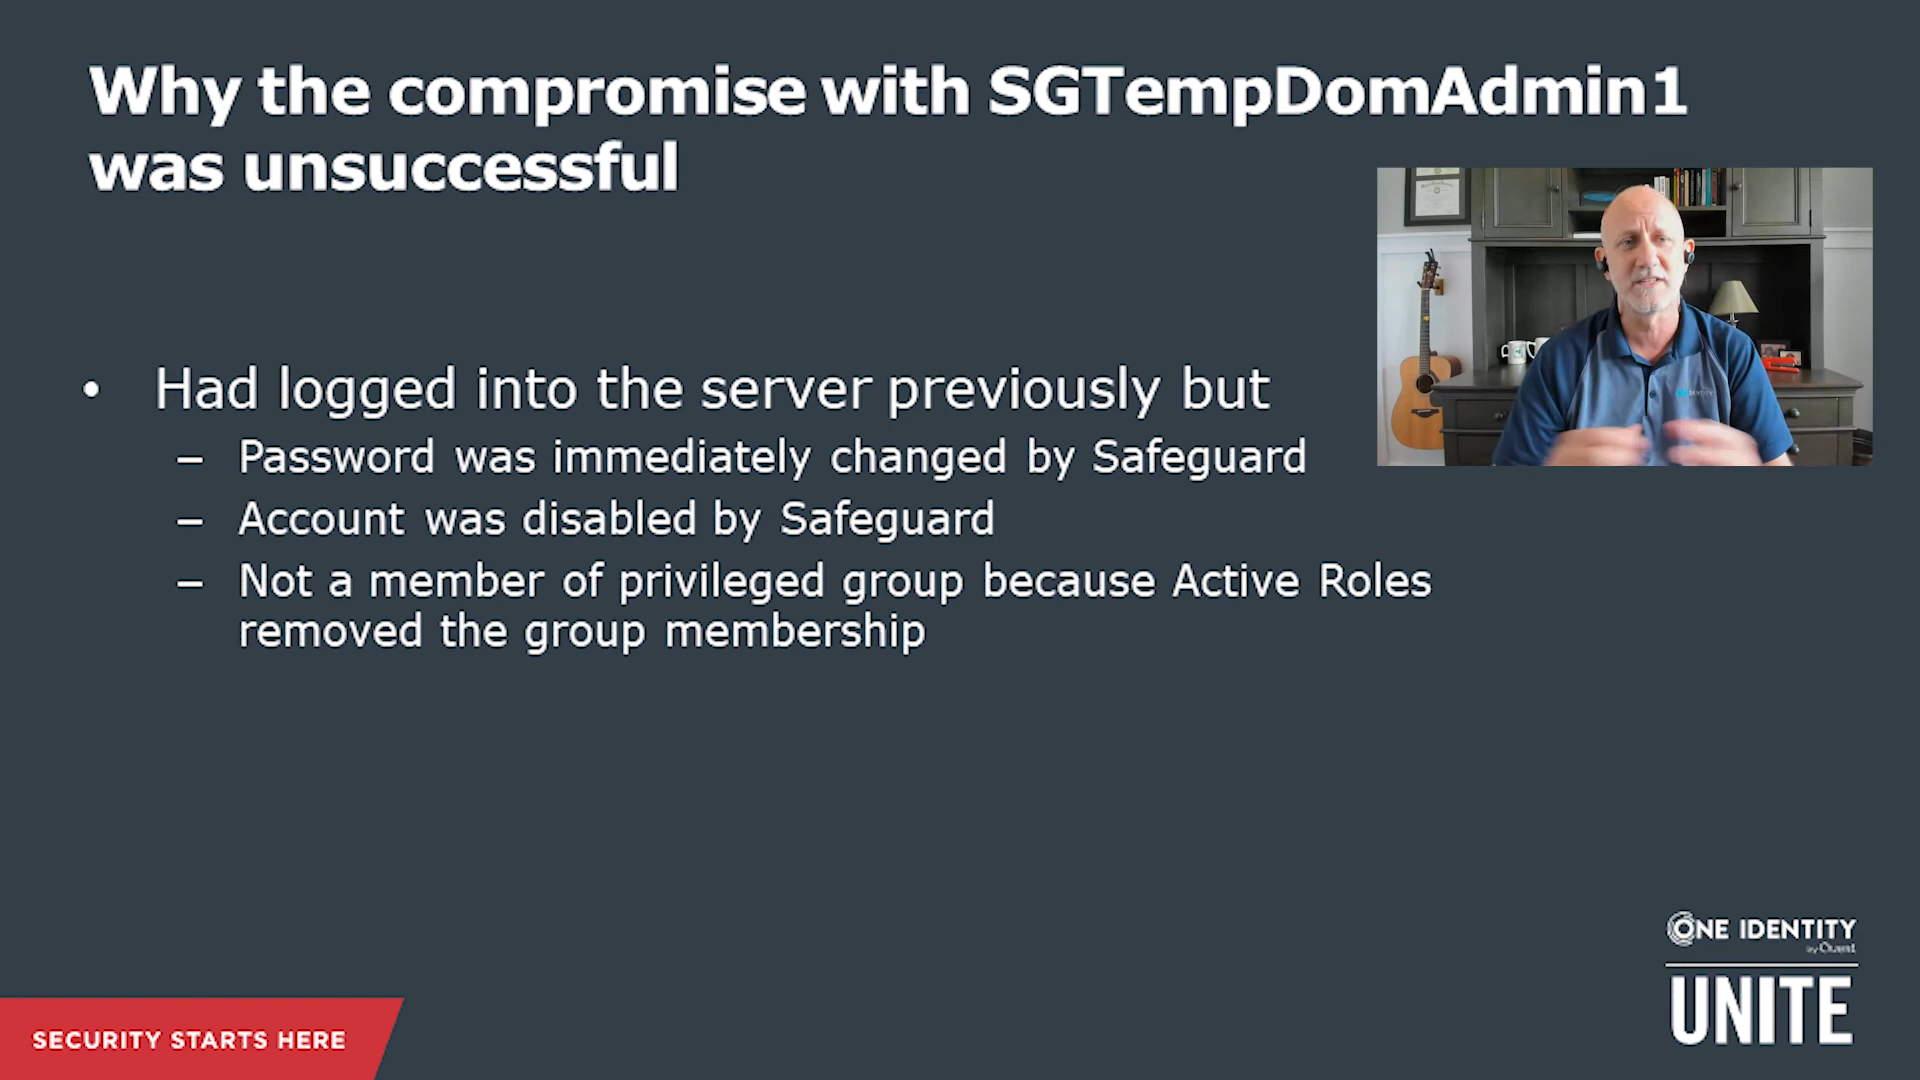 Why the compromise with SGTempDomAdmin1
was unsuccessful
• Had logged into the server previously but
– Password was immediately changed by Safeguard
– Account was disabled by Safeguard
– Not a member of privileged group because Active Roles
removed the group membership
ONE IDENTITY
by Quest
UNITE
SECURITY STARTS HERE